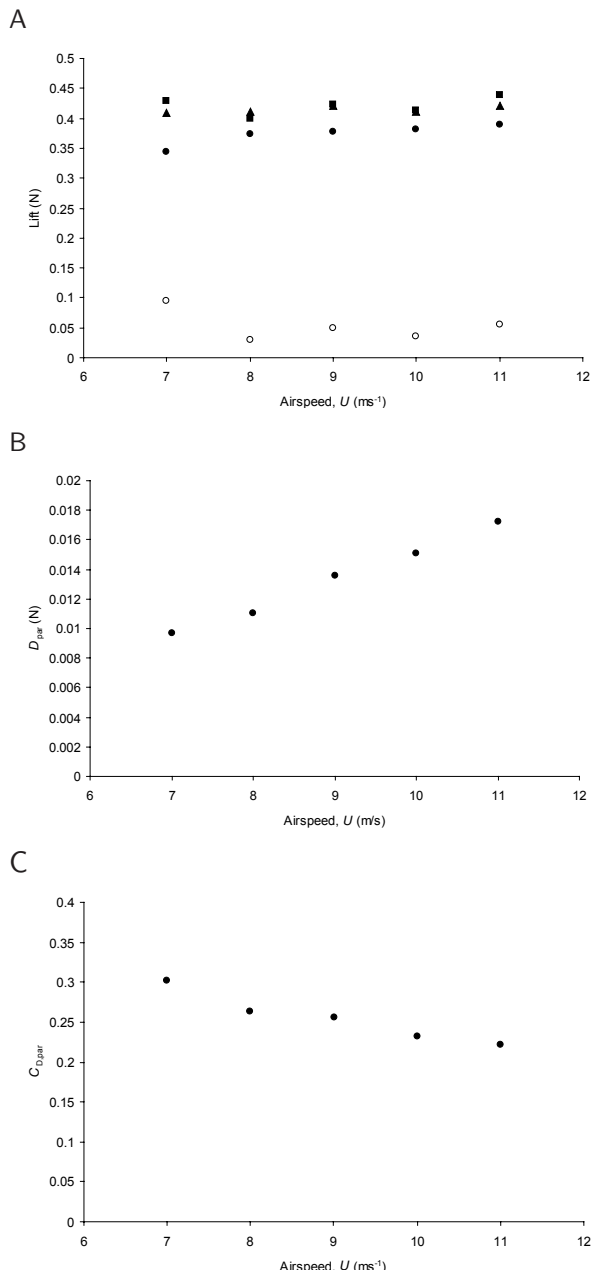 A
0.5
0.45
0.4
0.35
0.3
0.25
0.2
0.15
0.1
0.05
0
Lift (N)
6 7 8 9 10 11 12
Airspeed, U (ms⁻¹)
B
0.02
0.018
0.016
0.014
0.012
0.01
0.008
0.006
0.004
0.002
0
D par (N)
6 7 8 9 10 11 12
Airspeed, U (m/s)
C
0.4
0.35
0.3
0.25
0.2
0.15
0.1
0.05
0
C D,par
6 7 8 9 10 11 12
Airspeed, U (ms⁻¹)